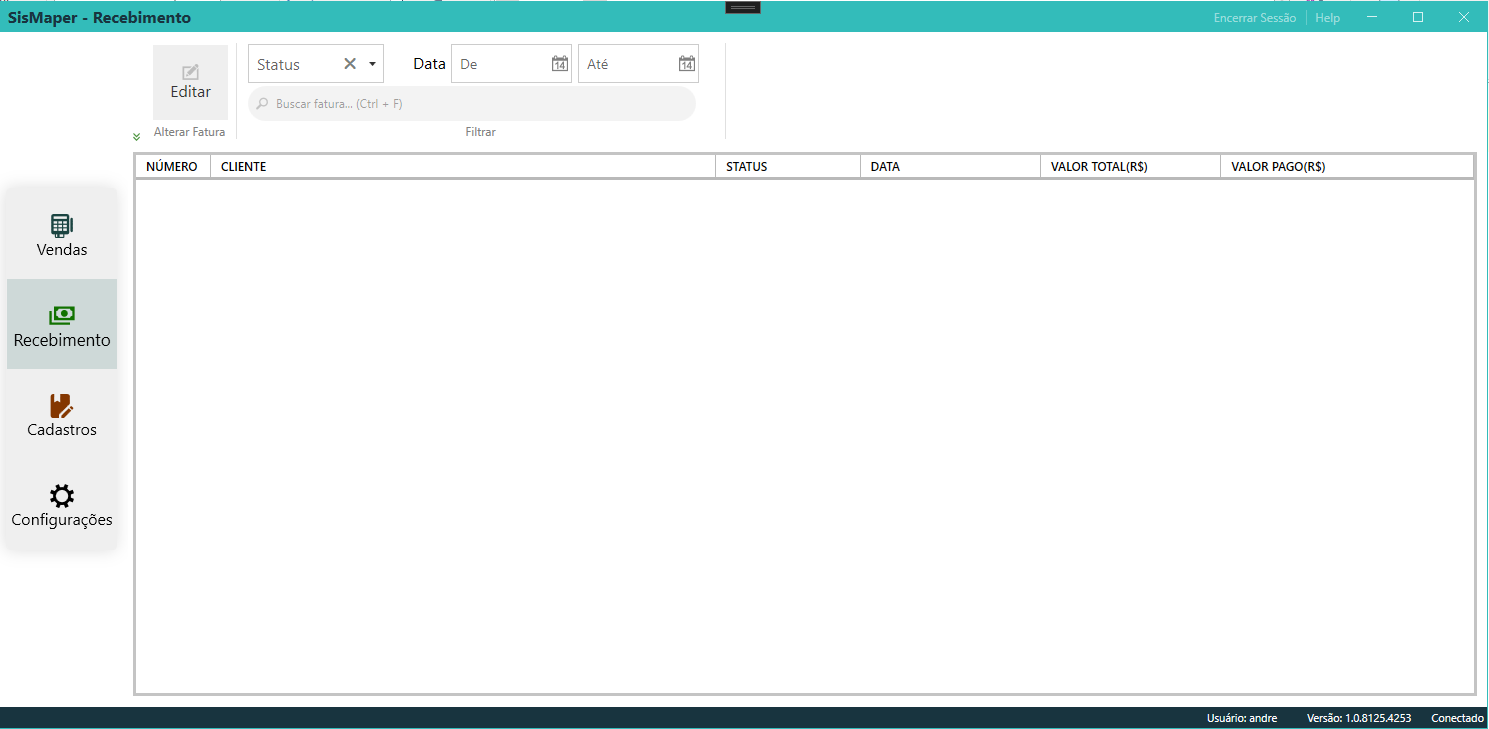 SisMaper - Recebimento
Encerrar Sessão
Help
Editar
Alterar Fatura
Status
Data
De
14
Até
14
Buscar fatura... (Ctrl + F)
Filtrar
NÚMERO
CLIENTE
STATUS
DATA
VALOR TOTAL(R$)
VALOR PAGO(R$)
Vendas
Recebimento
Cadastros
Configurações
Usuário: andre
Versão: 1.0.8125.4253
Conectado